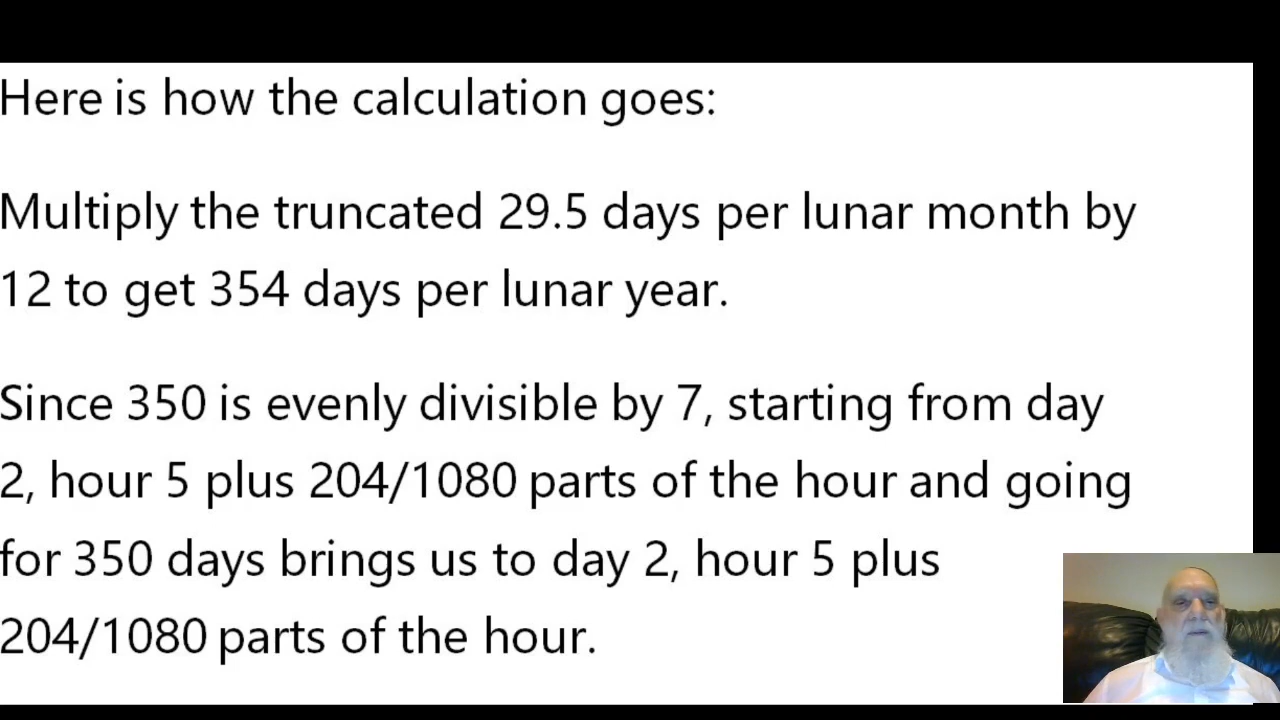 Here is how the calculation goes:
Multiply the truncated 29.5 days per lunar month by
12 to get 354 days per lunar year.
Since 350 is evenly divisible by 7, starting from day
2, hour 5 plus 204/1080 parts of the hour and going
for 350 days brings us to day 2, hour 5 plus
204/1080 parts of the hour.